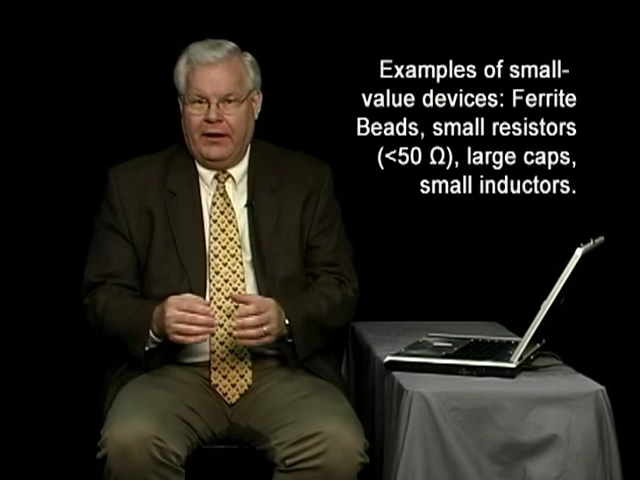 Examples of small-
value devices: Ferrite
Beads, small resistors
(<50 Ω), large caps,
small inductors.